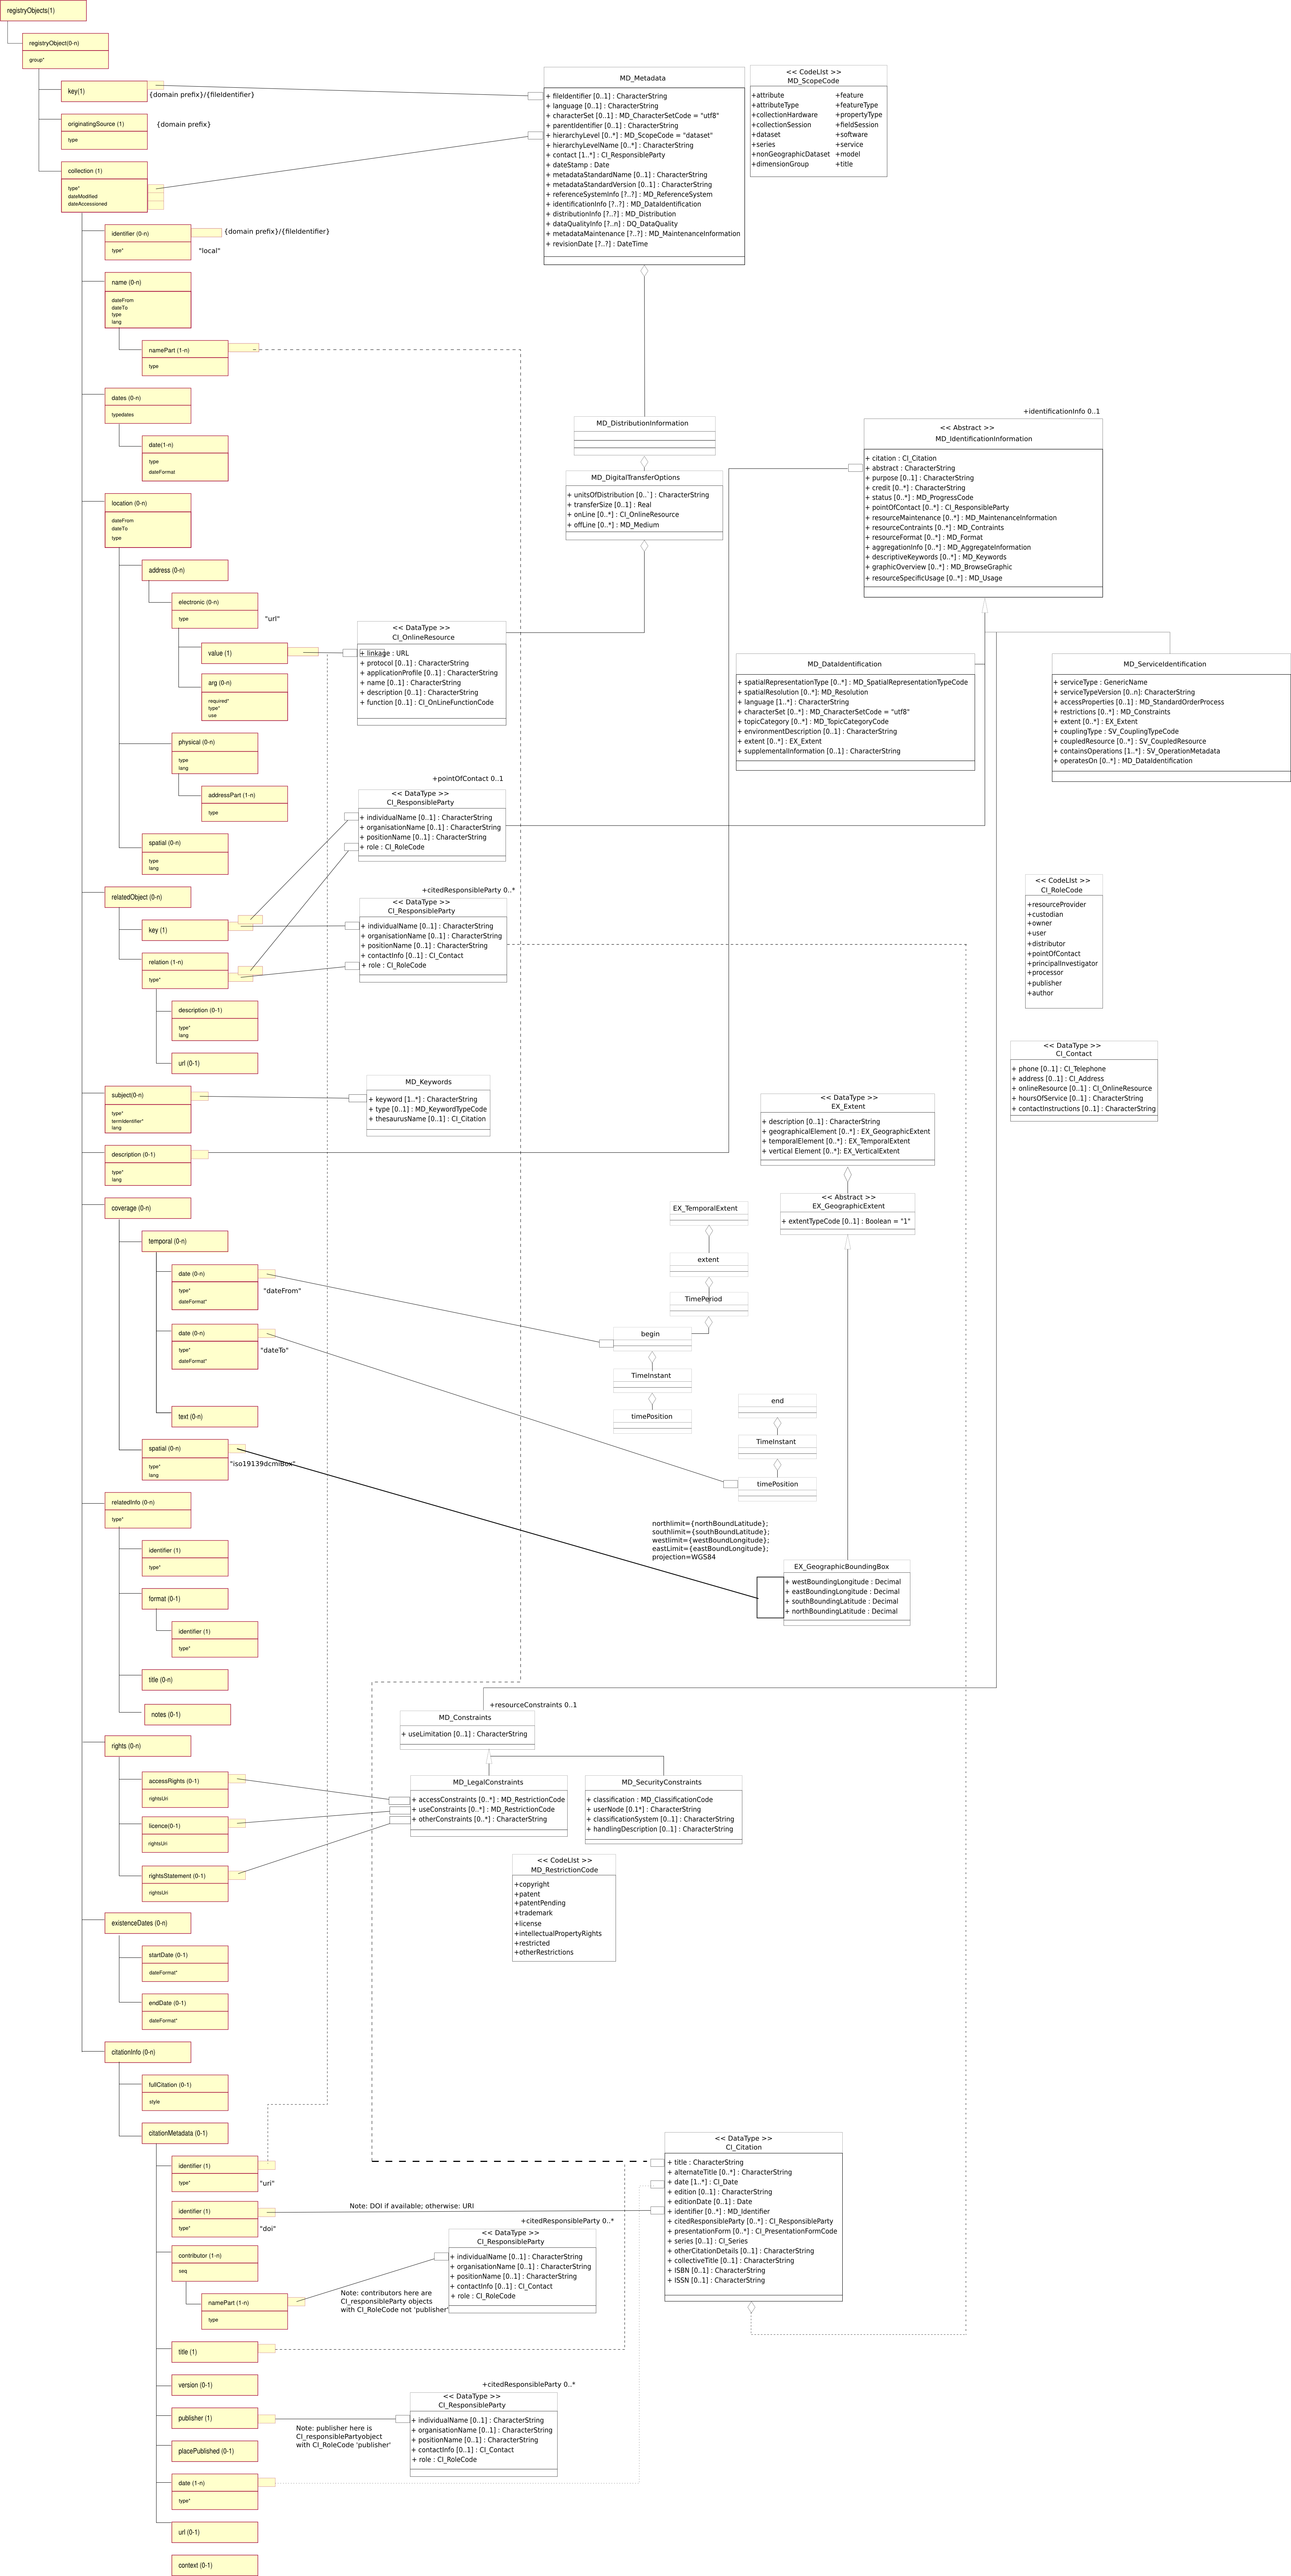 registryObjects(1)
registryObject(0-n)
group*
key(1)
{domain prefix}/{fileIdentifier}
originatingSource (1)
{domain prefix}
type
collection (1)
type*
dateModified
dateAccessioned
identifier (0-n)
{domain prefix}/{fileIdentifier}
type*
"local"
name (0-n)
dateFrom
dateTo
type
lang
namePart (1-n)
type
dates (0-n)
typedates
date(1-n)
type
dateFormat
location (0-n)
dateFrom
dateTo
type
address (0-n)
electronic (0-n)
type
"url"
value (1)
arg (0-n)
required*
type*
use
physical (0-n)
type
lang
addressPart (1-n)
type
spatial (0-n)
type
lang
relatedObject (0-n)
key (1)
relation (1-n)
type*
description (0-1)
type*
lang
url (0-1)
subject(0-n)
type*
termIdentifier*
lang
description (0-1)
type*
lang
coverage (0-n)
temporal (0-n)
date (0-n)
type*
dateFormat*
"dateFrom"
date (0-n)
type*
dateFormat*
"dateTo"
text (0-n)
spatial (0-n)
type*
lang
"iso19139dcmiBox"
relatedInfo (0-n)
type*
identifier (1)
type*
format (0-1)
identifier (1)
type*
title (0-n)
notes (0-1)
rights (0-n)
accessRights (0-1)
rightsUri
licence(0-1)
rightsUri
rightsStatement (0-1)
rightsUri
existenceDates (0-n)
startDate (0-1)
dateFormat*
endDate (0-1)
dateFormat*
citationInfo (0-n)
fullCitation (0-1)
style
citationMetadata (0-1)
identifier (1)
type*
"uri"
identifier (1)
type*
"doi"
contributor (1-n)
seq
namePart (1-n)
type
title (1)
version (0-1)
publisher (1)
placePublished (0-1)
date (1-n)
type*
url (0-1)
context (0-1)
MD_Metadata
+ fileIdentifier [0..1] : CharacterString
+ language [0..1] : CharacterString
+ characterSet [0..1] : MD_CharacterSetCode = "utf8"
+ parentIdentifier [0..1] : CharacterString
+ hierarchyLevel [0..*] : MD_ScopeCode = "dataset"
+ hierarchyLevelName [0..*] : CharacterString
+ contact [1..*] : CI_ResponsibleParty
+ dateStamp : Date
+ metadataStandardName [0..1] : CharacterString
+ metadataStandardVersion [0..1] : CharacterString
+ referenceSystemInfo [?..?] : MD_ReferenceSystem
+ identificationInfo [?..?] : MD_DataIdentification
+ distributionInfo [?..?] : MD_Distribution
+ dataQualityInfo [?..n] : DQ_DataQuality
+ metadataMaintenance [?..?] : MD_MaintenanceInformation
+ revisionDate [?..?] : DateTime
<< CodeLIst >>
MD_ScopeCode
+attribute +feature
+attributeType +featureType
+collectionHardware +propertyType
+collectionSession +fieldSession
+dataset +software
+series +service
+nonGeographicDataset +model
+dimensionGroup +title
MD_DistributionInformation
MD_DigitalTransferOptions
+ unitsOfDistribution [0..`] : CharacterString
+ transferSize [0..1] : Real
+ onLine [0..*] : CI_OnlineResource
+ offLine [0..*] : MD_Medium
+identificationInfo 0..1
<< Abstract >>
MD_IdentificationInformation
+ citation : CI_Citation
+ abstract : CharacterString
+ purpose [0..1] : CharacterString
+ credit [0..*] : CharacterString
+ status [0..*] : MD_ProgressCode
+ pointOfContact [0..*] : CI_ResponsibleParty
+ resourceMaintenance [0..*] : MD_MaintenanceInformation
+ resourceContraints [0..*] : MD_Contraints
+ resourceFormat [0..*] : MD_Format
+ aggregationInfo [0..*] : MD_AggregateInformation
+ descriptiveKeywords [0..*] : MD_Keywords
+ graphicOverview [0..*] : MD_BrowseGraphic
+ resourceSpecificUsage [0..*] : MD_Usage
<< DataType >>
CI_OnlineResource
+ linkage : URL
+ protocol [0..1] : CharacterString
+ applicationProfile [0..1] : CharacterString
+ name [0..1] : CharacterString
+ description [0..1] : CharacterString
+ function [0..1] : CI_OnLineFunctionCode
MD_DataIdentification
+ spatialRepresentationType [0..*] : MD_SpatialRepresentationTypeCode
+ spatialResolution [0..*]: MD_Resolution
+ language [1..*] : CharacterString
+ characterSet [0..*] : MD_CharacterSetCode = "utf8"
+ topicCategory [0..*] : MD_TopicCategoryCode
+ environmentDescription [0..1] : CharacterString
+ extent [0..*] : EX_Extent
+ supplementalInformation [0..1] : CharacterString
MD_ServiceIdentification
+ serviceType : GenericName
+ serviceTypeVersion [0..n]: CharacterString
+ accessProperties [0..1] : MD_StandardOrderProcess
+ restrictions [0..*] : MD_Constraints
+ extent [0..*] : EX_Extent
+ couplingType : SV_CouplingTypeCode
+ coupledResource [0..*] : SV_CoupledResource
+ containsOperations [1..*] : SV_OperationMetadata
+ operatesOn [0..*] : MD_DataIdentification
+pointOfContact 0..1
<< DataType >>
CI_ResponsibleParty
+ individualName [0..1] : CharacterString
+ organisationName [0..1] : CharacterString
+ positionName [0..1] : CharacterString
+ role : CI_RoleCode
+citedResponsibleParty 0..*
<< DataType >>
CI_ResponsibleParty
+ individualName [0..1] : CharacterString
+ organisationName [0..1] : CharacterString
+ positionName [0..1] : CharacterString
+ contactInfo [0..1] : CI_Contact
+ role : CI_RoleCode
<< CodeLIst >>
CI_RoleCode
+resourceProvider
+custodian
+owner
+user
+distributor
+pointOfContact
+principalInvestigator
+processor
+publisher
+author
<< DataType >>
CI_Contact
+ phone [0..1] : CI_Telephone
+ address [0..1] : CI_Address
+ onlineResource [0..1] : CI_OnlineResource
+ hoursOfService [0..1] : CharacterString
+ contactInstructions [0..1] : CharacterString
MD_Keywords
+ keyword [1..*] : CharacterString
+ type [0..1] : MD_KeywordTypeCode
+ thesaurusName [0..1] : CI_Citation
<< DataType >>
EX_Extent
+ description [0..1] : CharacterString
+ geographicalElement [0..*] : EX_GeographicExtent
+ temporalElement [0..*] : EX_TemporalExtent
+ vertical Element [0..*]: EX_VerticalExtent
<< Abstract >>
EX_GeographicExtent
+ extentTypeCode [0..1] : Boolean = "1"
EX_TemporalExtent
extent
TimePeriod
begin
TimeInstant
timePosition
end
TimeInstant
timePosition
northlimit={northBoundLatitude};
southlimit={southBoundLatitude};
westlimit={westBoundLongitude};
eastLimit={eastBoundLongitude};
projection=WGS84
EX_GeographicBoundingBox
+ westBoundingLongitude : Decimal
+ eastBoundingLongitude : Decimal
+ southBoundingLatitude : Decimal
+ northBoundingLatitude : Decimal
+resourceConstraints 0..1
MD_Constraints
+ useLimitation [0..1] : CharacterString
MD_LegalConstraints
+ accessConstraints [0..*] : MD_RestrictionCode
+ useConstraints [0..*] : MD_RestrictionCode
+ otherConstraints [0..*] : CharacterString
MD_SecurityConstraints
+ classification : MD_ClassificationCode
+ userNode [0.1*] : CharacterString
+ classificationSystem [0..1] : CharacterString
+ handlingDescription [0..1] : CharacterString
<< CodeLIst >>
MD_RestrictionCode
+copyright
+patent
+patentPending
+trademark
+license
+intellectualPropertyRights
+restricted
+otherRestrictions
<< DataType >>
CI_Citation
+ title : CharacterString
+ alternateTitle [0..*] : CharacterString
+ date [1..*] : CI_Date
+ edition [0..1] : CharacterString
+ editionDate [0..1] : Date
+ identifier [0..*] : MD_Identifier
+ citedResponsibleParty [0..*] : CI_ResponsibleParty
+ presentationForm [0..*] : CI_PresentationFormCode
+ series [0..1] : CI_Series
+ otherCitationDetails [0..1] : CharacterString
+ collectiveTitle [0..1] : CharacterString
+ ISBN [0..1] : CharacterString
+ ISSN [0..1] : CharacterString
Note: DOI if available; otherwise: URI
+citedResponsibleParty 0..*
<< DataType >>
CI_ResponsibleParty
+ individualName [0..1] : CharacterString
+ organisationName [0..1] : CharacterString
+ positionName [0..1] : CharacterString
+ contactInfo [0..1] : CI_Contact
+ role : CI_RoleCode
Note: contributors here are
CI_responsibleParty objects
with CI_RoleCode not 'publisher'
+citedResponsibleParty 0..*
<< DataType >>
CI_ResponsibleParty
+ individualName [0..1] : CharacterString
+ organisationName [0..1] : CharacterString
+ positionName [0..1] : CharacterString
+ contactInfo [0..1] : CI_Contact
+ role : CI_RoleCode
Note: publisher here is
CI_responsiblePartyobject
with CI_RoleCode 'publisher'